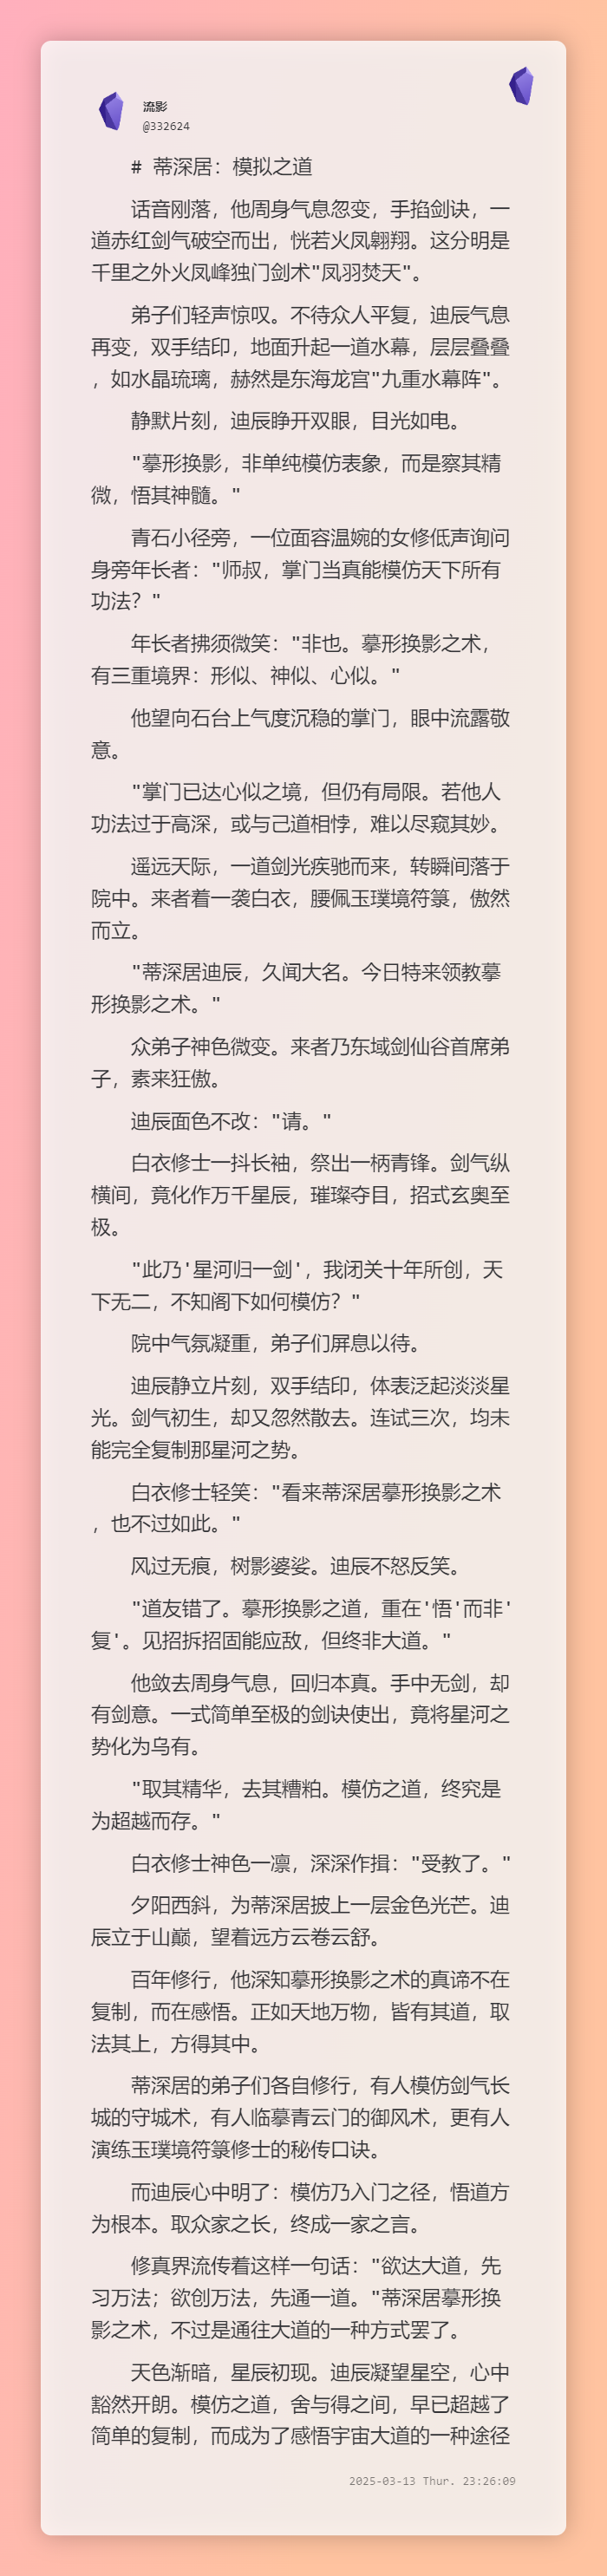 流影
@332624
# 蒂深居：模拟之道
话音刚落，他周身气息忽变，手掐剑诀，一
道赤红剑气破空而出，恍若火凤翱翔。这分明是
千里之外火凤峰独门剑术"凤羽焚天"。
弟子们轻声惊叹。不待众人平复，迪辰气息
再变，双手结印，地面升起一道水幕，层层叠叠
，如水晶琉璃，赫然是东海龙宫"九重水幕阵"。
静默片刻，迪辰睁开双眼，目光如电。
"摹形换影，非单纯模仿表象，而是察其精
微，悟其神髓。"
青石小径旁，一位面容温婉的女修低声询问
身旁年长者："师叔，掌门当真能模仿天下所有
功法？"
年长者拂须微笑："非也。摹形换影之术，
有三重境界：形似、神似、心似。"
他望向石台上气度沉稳的掌门，眼中流露敬
意。
"掌门已达心似之境，但仍有局限。若他人
功法过于高深，或与己道相悖，难以尽窥其妙。
遥远天际，一道剑光疾驰而来，转瞬间落于
院中。来者着一袭白衣，腰佩玉璞境符箓，傲然
而立。
"蒂深居迪辰，久闻大名。今日特来领教摹
形换影之术。"
众弟子神色微变。来者乃东域剑仙谷首席弟
子，素来狂傲。
迪辰面色不改："请。"
白衣修士一抖长袖，祭出一柄青锋。剑气纵
横间，竟化作万千星辰，璀璨夺目，招式玄奥至
极。
"此乃'星河归一剑'，我闭关十年所创，天
下无二，不知阁下如何模仿？"
院中气氛凝重，弟子们屏息以待。
迪辰静立片刻，双手结印，体表泛起淡淡星
光。剑气初生，却又忽然散去。连试三次，均未
能完全复制那星河之势。
白衣修士轻笑："看来蒂深居摹形换影之术
，也不过如此。"
风过无痕，树影婆娑。迪辰不怒反笑。
"道友错了。摹形换影之道，重在'悟'而非'
复'。见招拆招固能应敌，但终非大道。"
他敛去周身气息，回归本真。手中无剑，却
有剑意。一式简单至极的剑诀使出，竟将星河之
势化为乌有。
"取其精华，去其糟粕。模仿之道，终究是
为超越而存。"
白衣修士神色一凛，深深作揖："受教了。"
夕阳西斜，为蒂深居披上一层金色光芒。迪
辰立于山巅，望着远方云卷云舒。
百年修行，他深知摹形换影之术的真谛不在
复制，而在感悟。正如天地万物，皆有其道，取
法其上，方得其中。
蒂深居的弟子们各自修行，有人模仿剑气长
城的守城术，有人临摹青云门的御风术，更有人
演练玉璞境符箓修士的秘传口诀。
而迪辰心中明了：模仿乃入门之径，悟道方
为根本。取众家之长，终成一家之言。
修真界流传着这样一句话："欲达大道，先
习万法；欲创万法，先通一道。"蒂深居摹形换
影之术，不过是通往大道的一种方式罢了。
天色渐暗，星辰初现。迪辰凝望星空，心中
豁然开朗。模仿之道，舍与得之间，早已超越了
简单的复制，而成为了感悟宇宙大道的一种途径
2025-03-13 Thur. 23:26:09